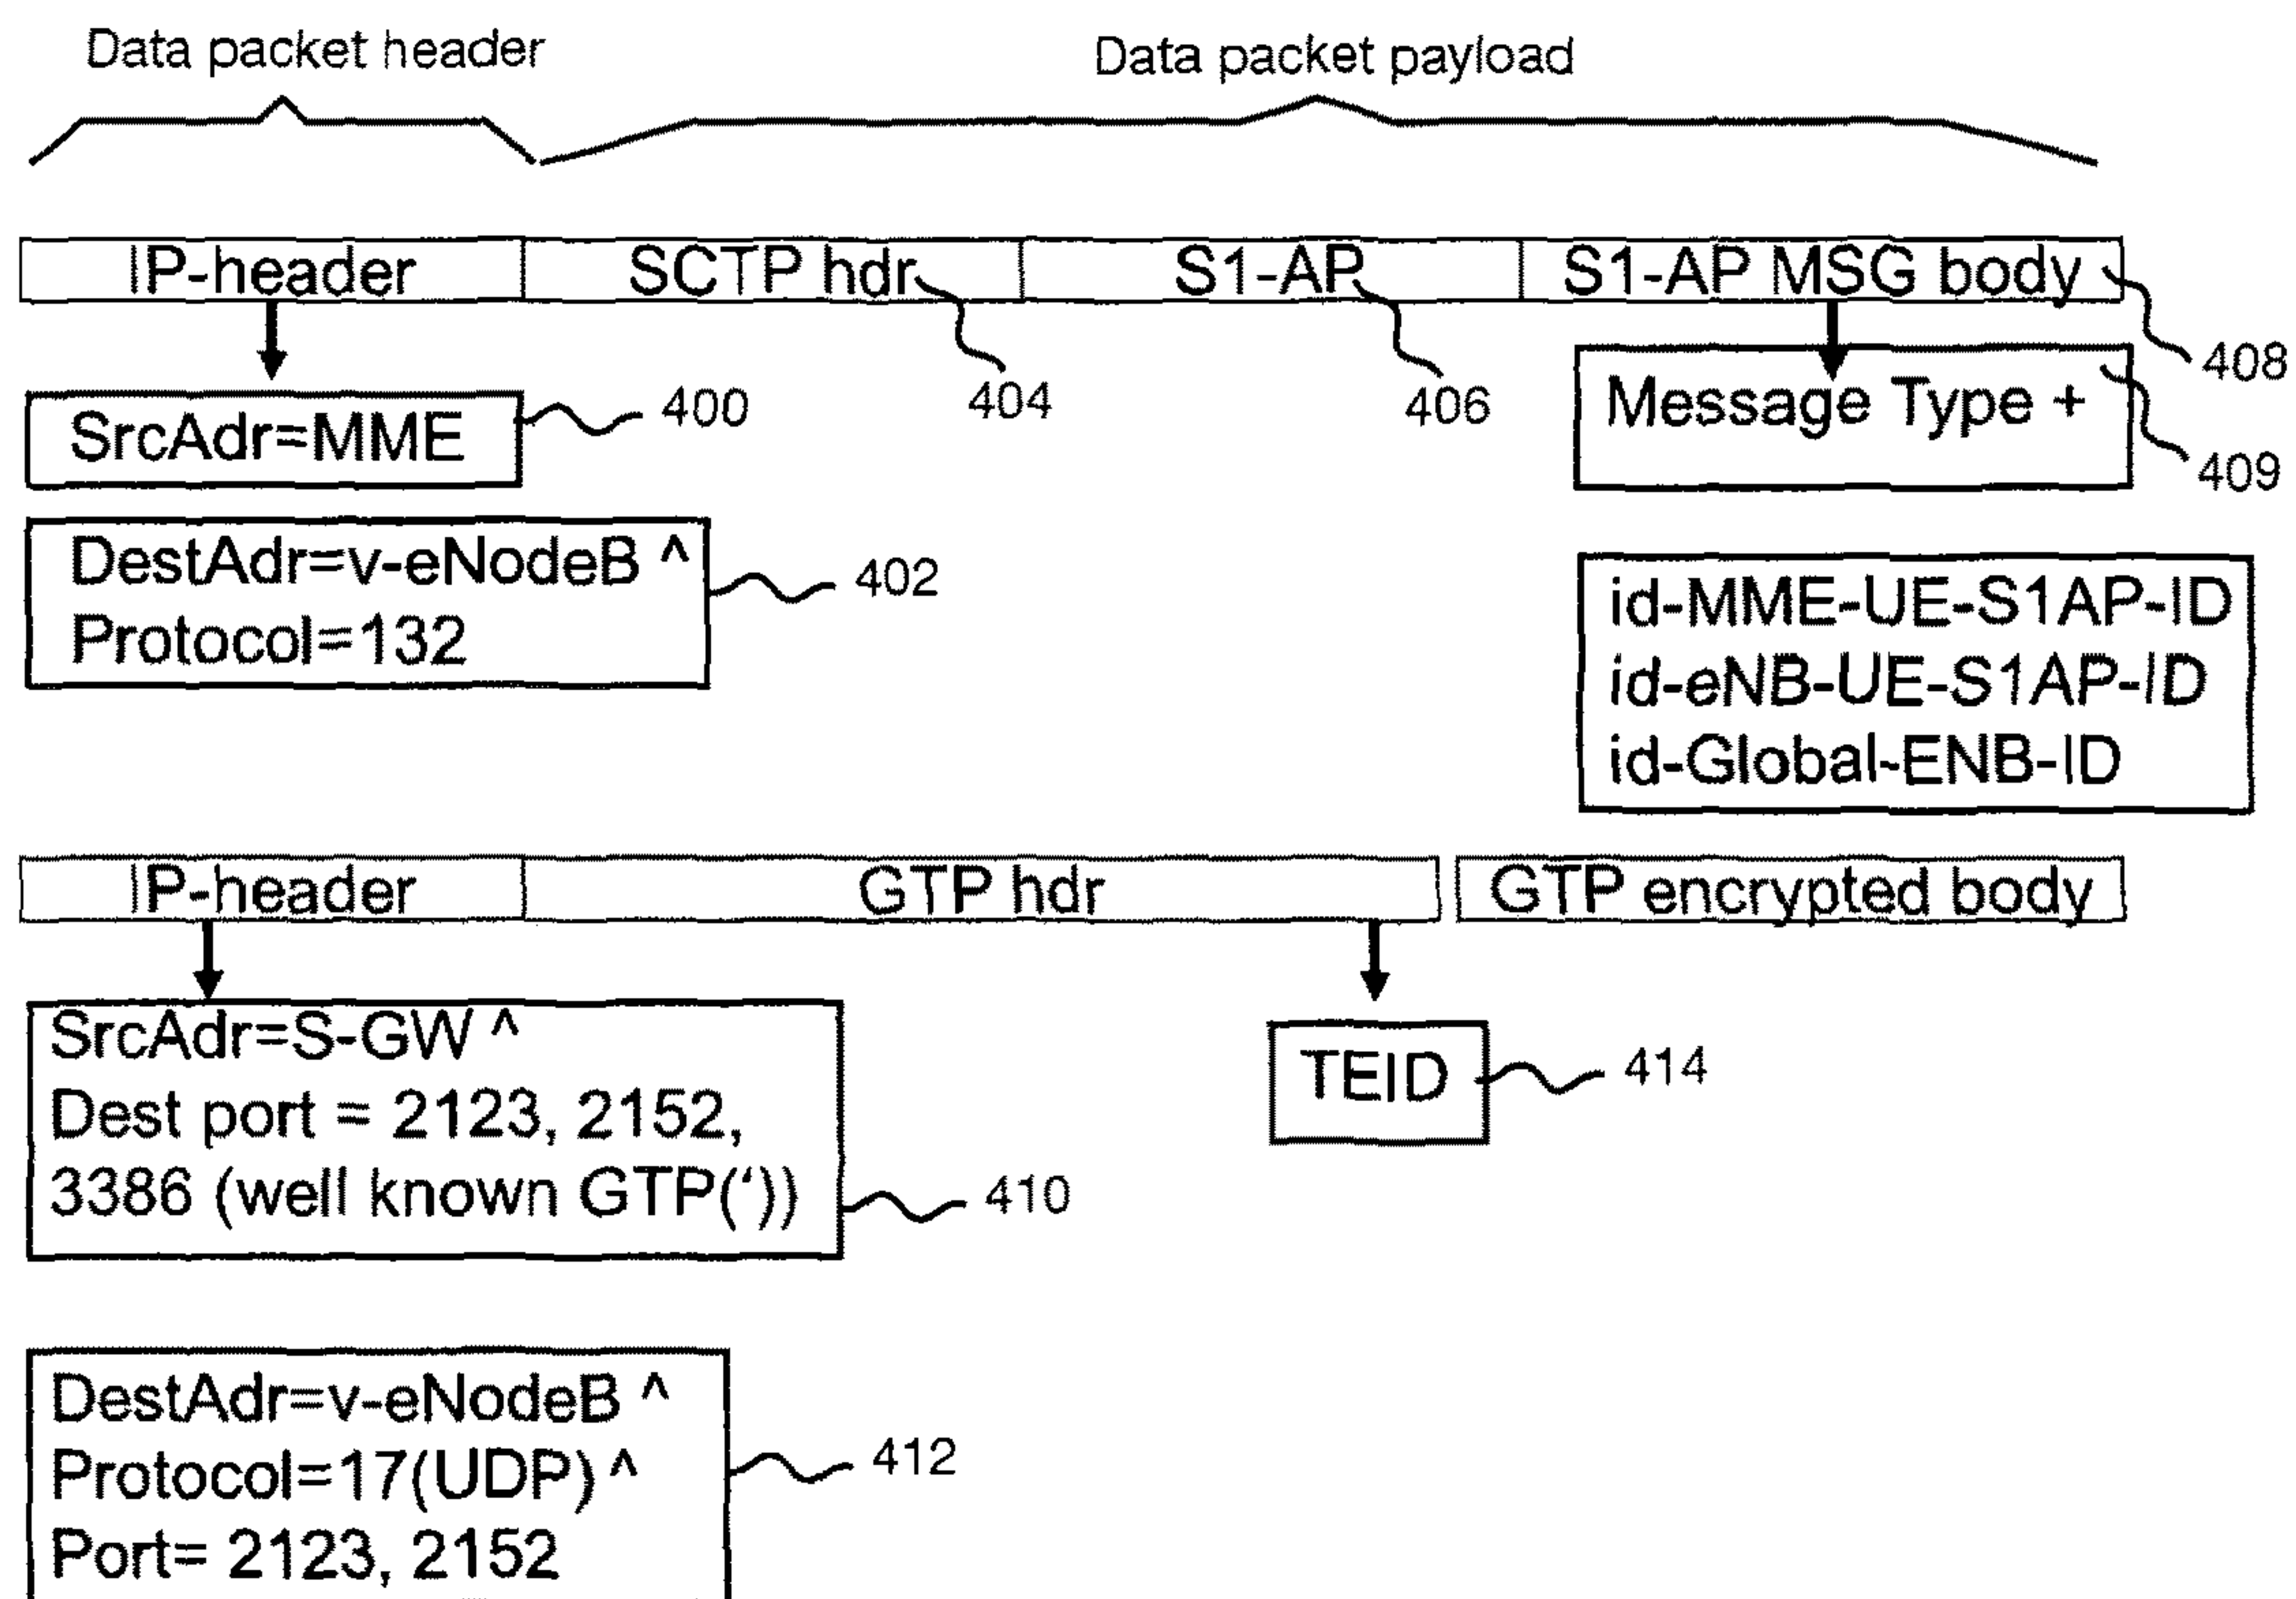 Data packet header
Data packet payload
IP-header
SCTP hdr
S1-AP
S1-AP MSG body
408
SrcAdr=MME
400
404
406
Message Type +
409
DestAdr=v-eNodeB ^
Protocol=132
402
id-MME-UE-S1AP-ID
id-eNB-UE-S1AP-ID
id-Global-ENB-ID
IP-header
GTP hdr
GTP encrypted body
SrcAdr=S-GW ^
Dest port = 2123, 2152,
3386 (well known GTP(‘))
410
TEID
414
DestAdr=v-eNodeB ^
Protocol=17(UDP) ^
Port= 2123, 2152
412